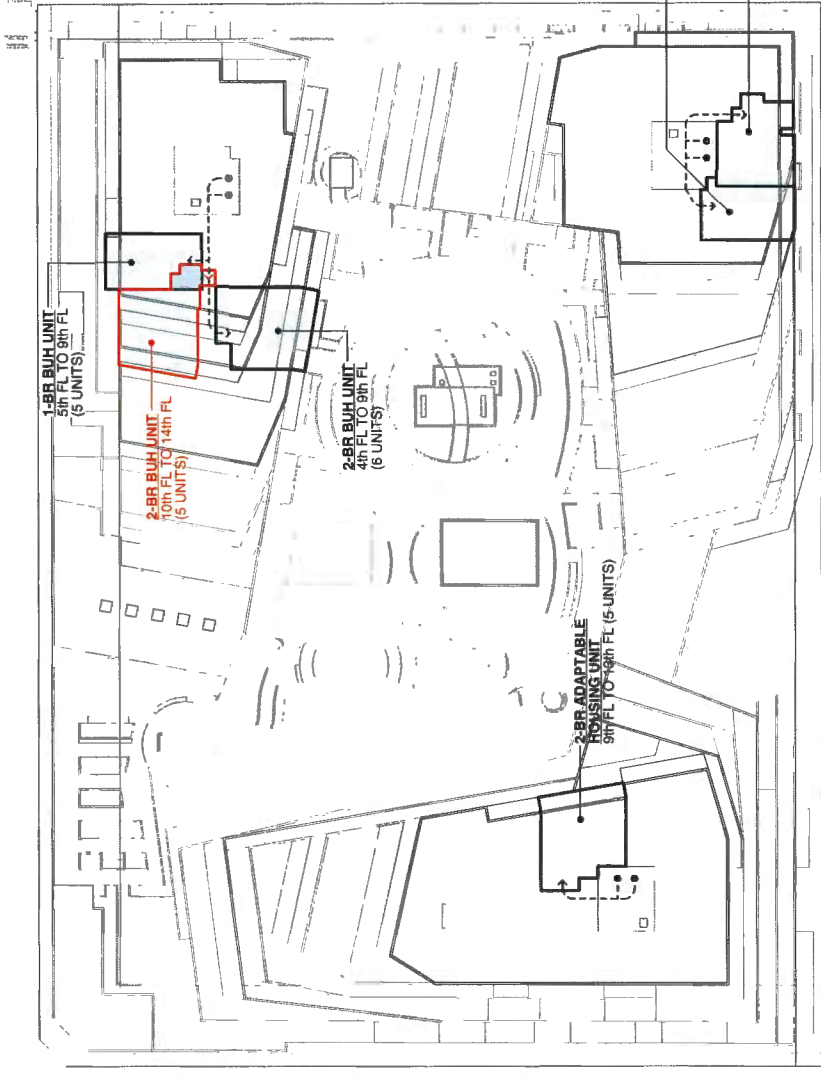 1-BR BUH UNIT
5th FL TO 9th FL
(5 UNITS)
2-BR BUH UNIT
10th FL TO 14th FL
(5 UNITS)
2-BR BUH UNIT
4th FL TO 9th FL
(6 UNITS)
2-BR ADAPTABLE
HOUSING UNIT
9th FL TO 13th FL (5 UNITS)